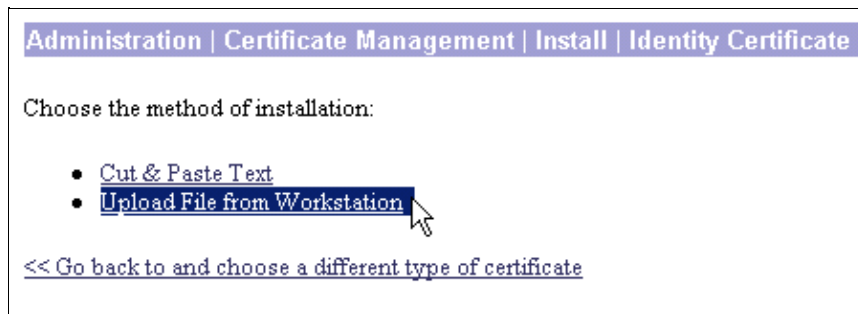 Administration | Certificate Management | Install | Identity Certificate
Choose the method of installation:
Cut & Paste Text
Upload File from Workstation
<< Go back to and choose a different type of certificate